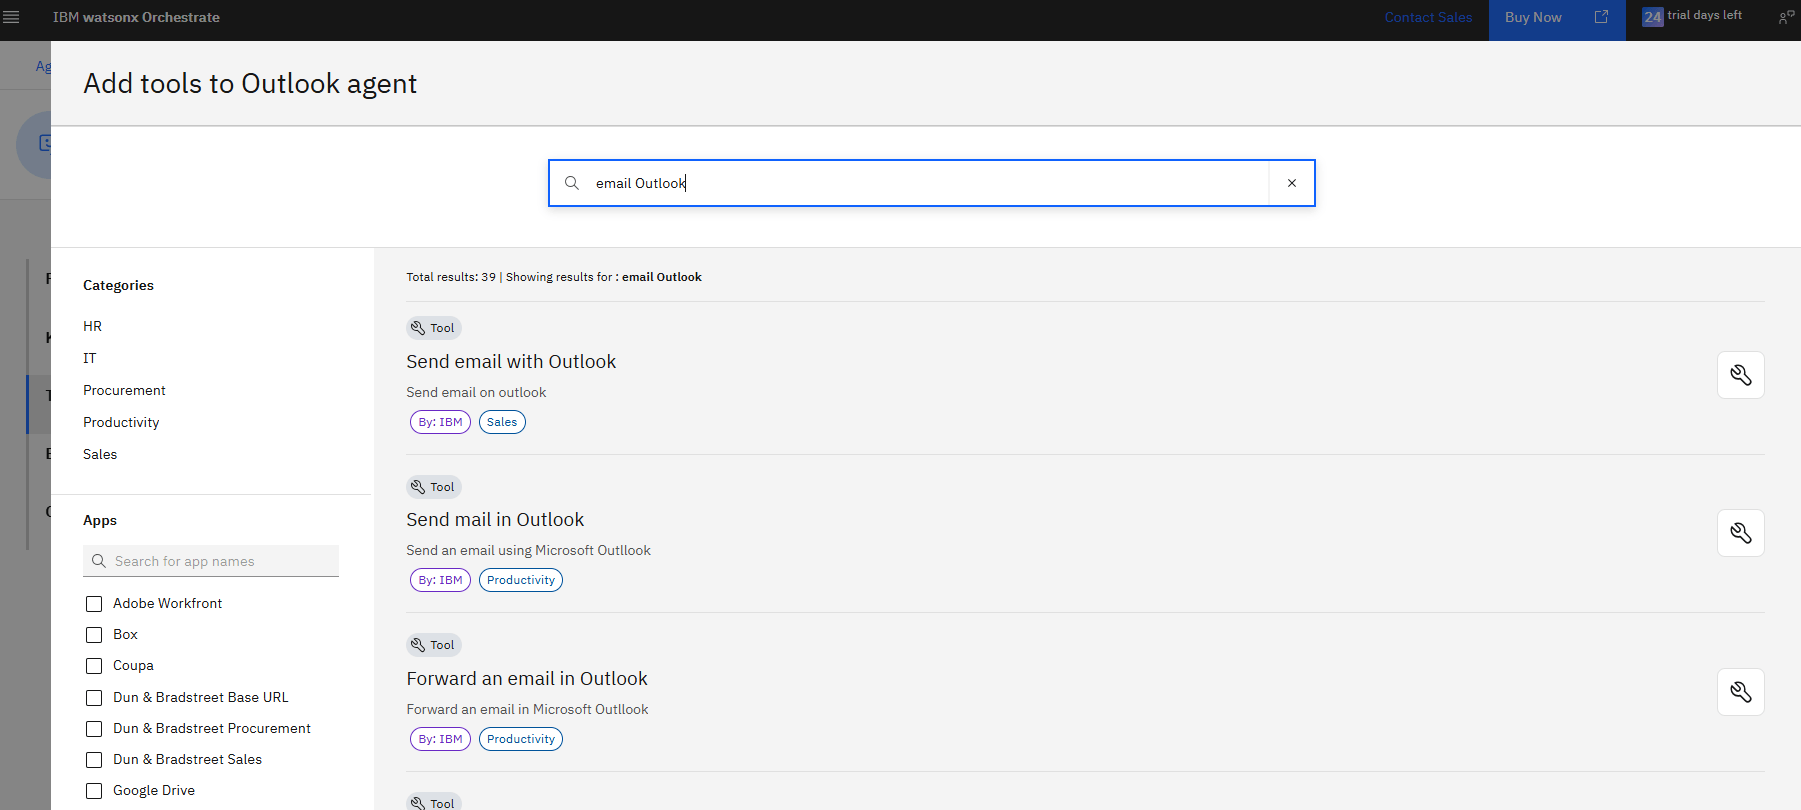 IBM watsonx Orchestrate
Contact Sales
Buy Now
24 trial days left
Ag
Add tools to Outlook agent
email Outlook
Categories
HR
IT
Procurement
Productivity
Sales
Apps
Search for app names
Adobe Workfront
Box
Coupa
Dun & Bradstreet Base URL
Dun & Bradstreet Procurement
Dun & Bradstreet Sales
Google Drive
Total results: 39 | Showing results for : email Outlook
Tool
Send email with Outlook
Send email on outlook
By: IBM Sales
Tool
Send mail in Outlook
Send an email using Microsoft Outllook
By: IBM Productivity
Tool
Forward an email in Outlook
Forward an email in Microsoft Outllook
By: IBM Productivity
Tool